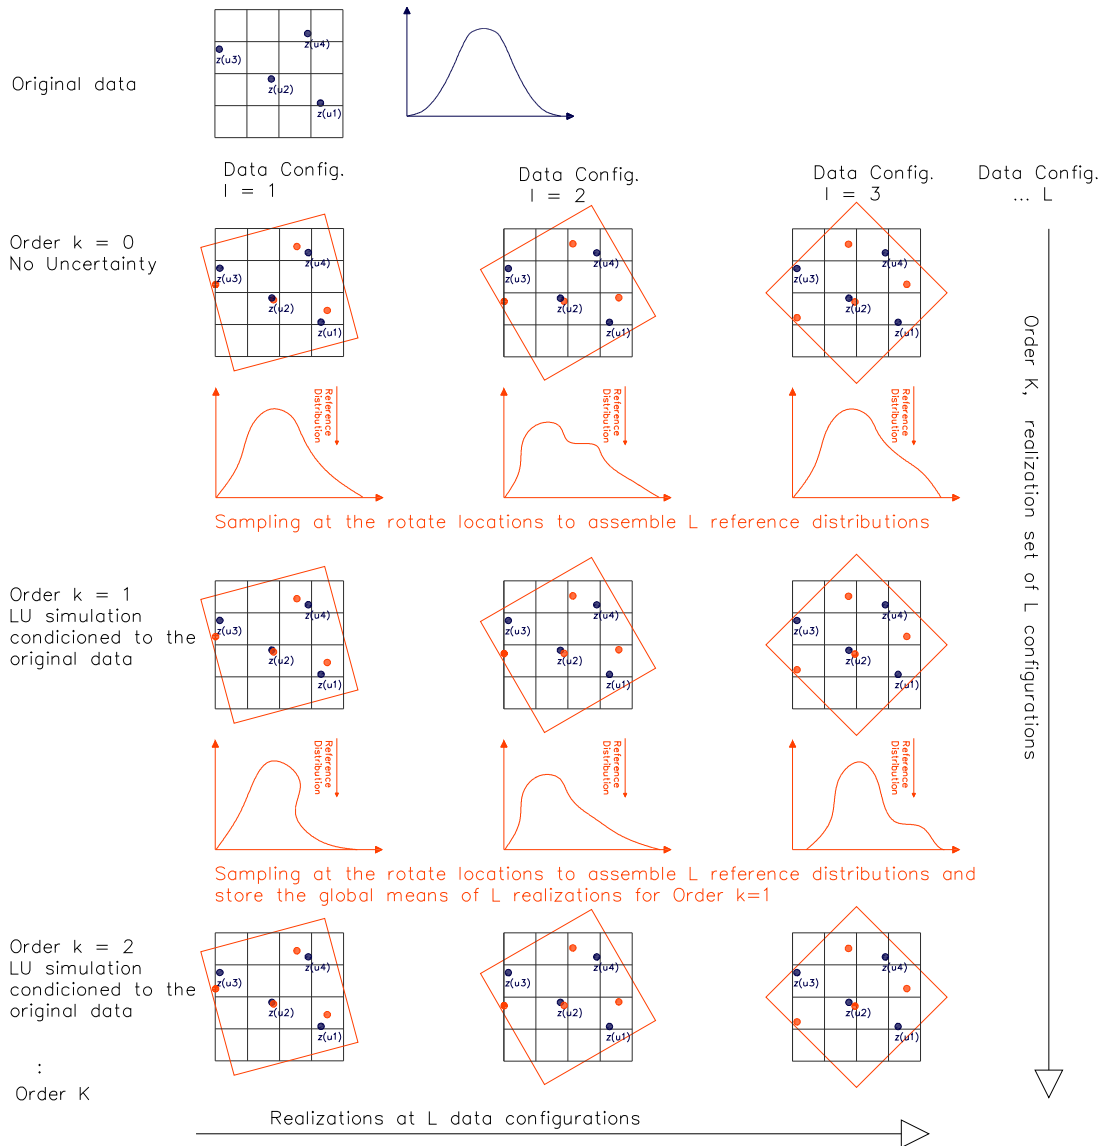 z(u4)
z(u3)
z(u2)
z(u1)
Original data
Data Config.
l = 1
Data Config.
l = 2
Data Config.
l = 3
Data Config.
... L
Order k = 0
No Uncertainty
z(u4)
z(u3)
z(u2)
z(u1)
z(u4)
z(u3)
z(u2)
z(u1)
z(u4)
z(u3)
z(u2)
z(u1)
Reference
Distribution
Reference
Distribution
Reference
Distribution
Sampling at the rotate locations to assemble L reference distributions
Order K, realization set of L configurations
Order k = 1
LU simulation
condicioned to the
original data
z(u4)
z(u3)
z(u2)
z(u1)
z(u4)
z(u3)
z(u2)
z(u1)
z(u4)
z(u3)
z(u2)
z(u1)
Reference
Distribution
Reference
Distribution
Reference
Distribution
Sampling at the rotate locations to assemble L reference distributions and
store the global means of L realizations for Order k=1
Order k = 2
LU simulation
condicioned to the
original data
z(u4)
z(u3)
z(u2)
z(u1)
z(u4)
z(u3)
z(u2)
z(u1)
z(u4)
z(u3)
z(u2)
z(u1)
:
Order K
Realizations at L data configurations